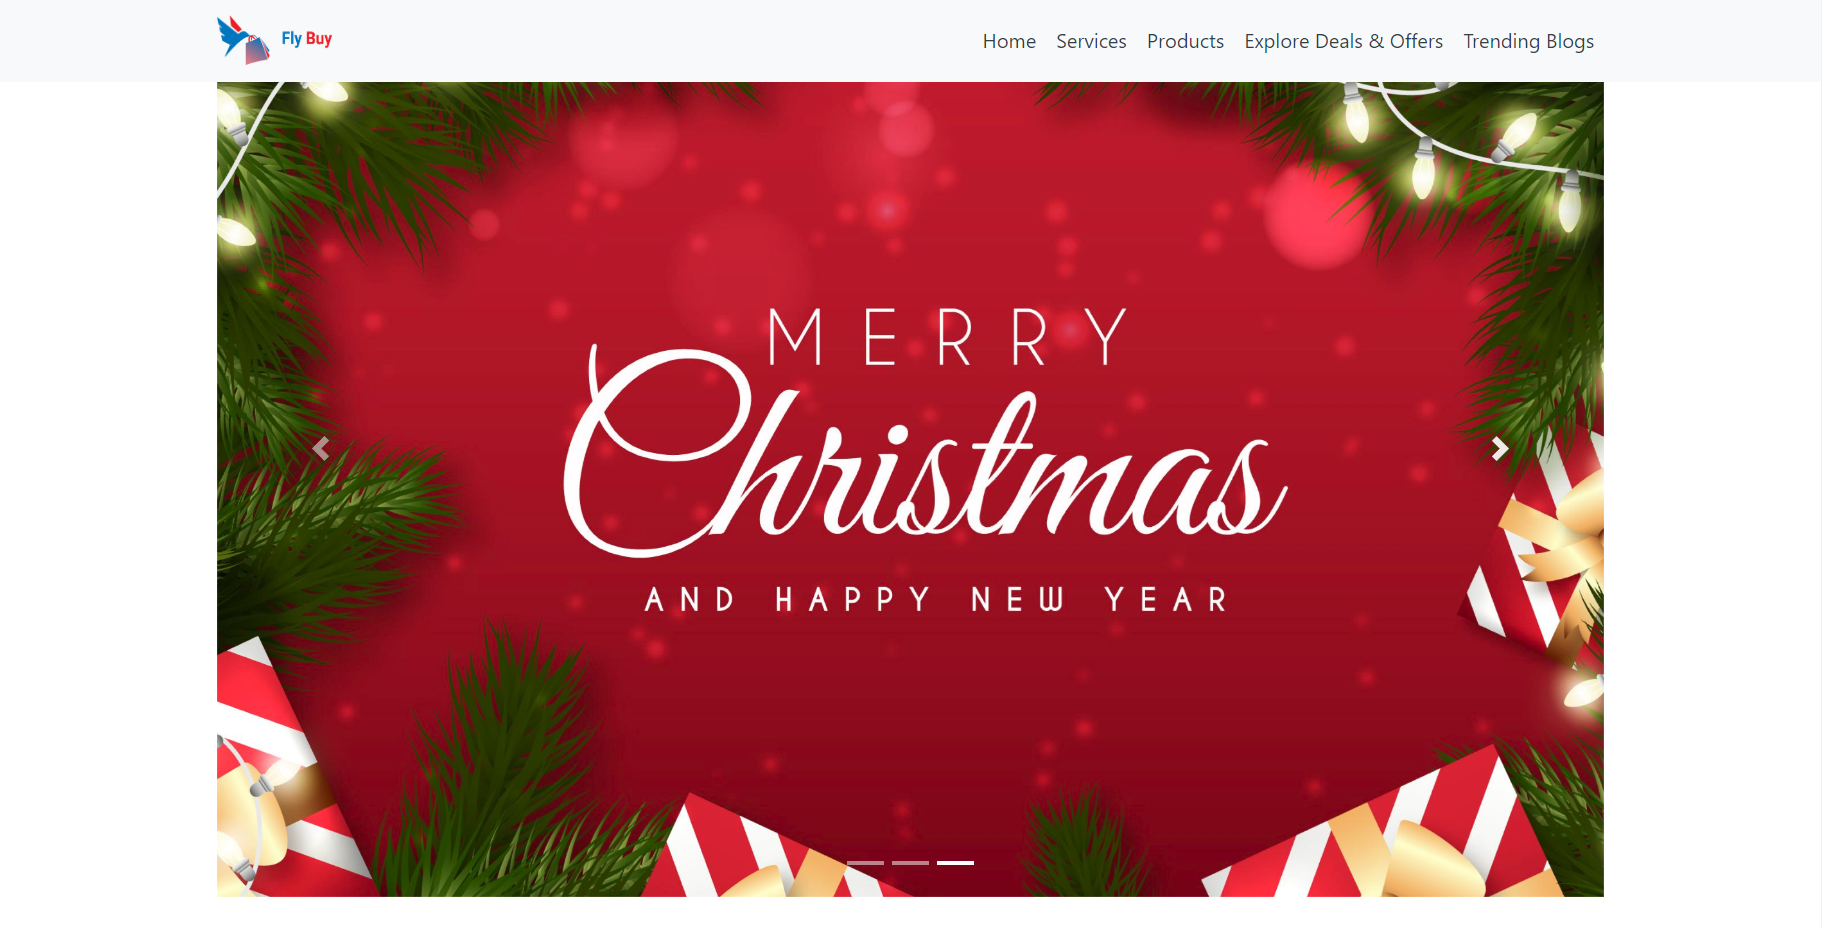 Fly Buy
Home Services Products Explore Deals & Offers Trending Blogs
MERRY
Christmas
AND HAPPY NEW YEAR